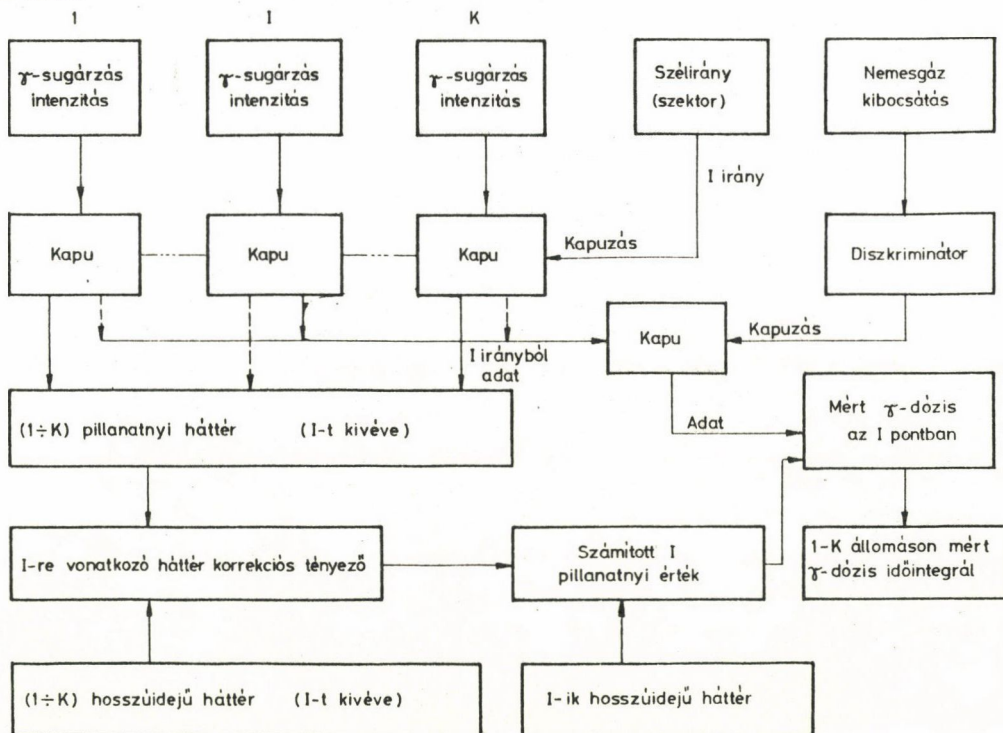 1
I
K
γ-sugárzás
intenzitás
γ-sugárzás
intenzitás
γ-sugárzás
intenzitás
Szélirány
(szektor)
Nemesgáz
kibocsátás
I irány
Kapu
Kapu
Kapu
Kapuzás
Diszkriminátor
Kapu
Kapuzás
I irányból
adat
(1÷K) pillanatnyi háttér (I-t kivéve)
Adat
Mért γ-dózis
az I pontban
I-re vonatkozó háttér korrekciós tényező
Számított I
pillanatnyi érték
1-K állomáson mért
γ-dózis időintegrál
(1÷K) hosszúidejű háttér (I-t kivéve)
I-ik hosszúidejű háttér